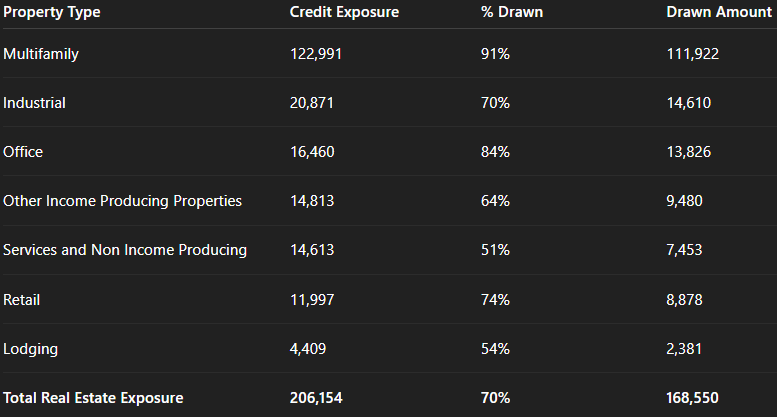 Property Type Credit Exposure % Drawn Drawn Amount
Multifamily 122,991 91% 111,922
Industrial 20,871 70% 14,610
Office 16,460 84% 13,826
Other Income Producing Properties 14,813 64% 9,480
Services and Non Income Producing 14,613 51% 7,453
Retail 11,997 74% 8,878
Lodging 4,409 54% 2,381
Total Real Estate Exposure 206,154 70% 168,550